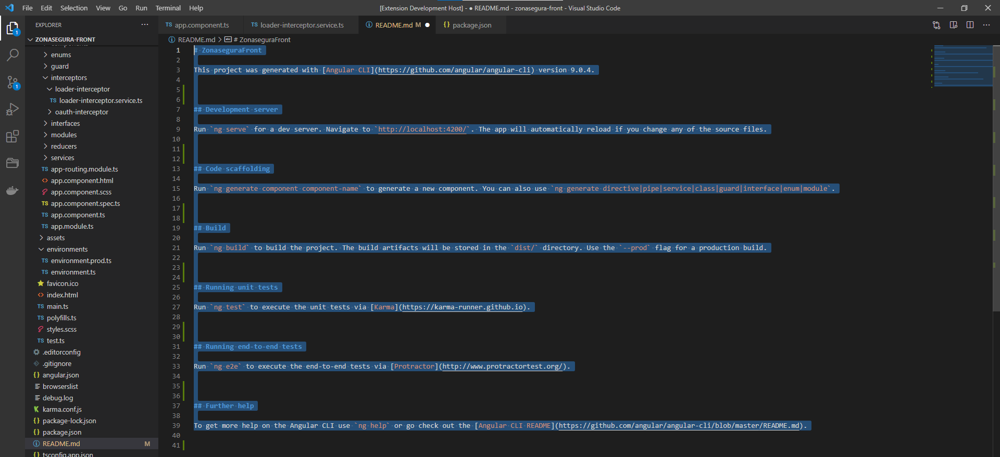 File Edit Selection View Go Run Terminal Help
[Extension Development Host] - ● README.md - zonasegura-front - Visual Studio Code
EXPLORER ···
ZONASEGURA-FRONT
components
enums
guard
interceptors
loader-interceptor
TS loader-interceptor.service.ts
oauth-interceptor
interfaces
modules
reducers
services
TS app-routing.module.ts
<> app.component.html
app.component.scss
TS app.component.spec.ts
TS app.component.ts
TS app.module.ts
assets
environments
TS environment.prod.ts
TS environment.ts
favicon.ico
<> index.html
TS main.ts
TS polyfills.ts
styles.scss
TS test.ts
.editorconfig
.gitignore
{} angular.json
browserslist
debug.log
K karma.conf.js
{} package-lock.json
{} package.json
README.md M
{} tsconfig.app.json
1
1
TS app.component.ts
TS loader-interceptor.service.ts
README.md M ●
{} package.json
README.md > abc # ZonaseguraFront
1 # ZonaseguraFront
2
3 This project was generated with [Angular CLI](https://github.com/angular/angular-cli) version 9.0.4.
4
5
6
7 ## Development server
8
9 Run `ng serve` for a dev server. Navigate to `http://localhost:4200/`. The app will automatically reload if you change any of the source files.
10
11
12
13 ## Code scaffolding
14
15 Run `ng generate component component-name` to generate a new component. You can also use `ng generate directive|pipe|service|class|guard|interface|enum|module`.
16
17
18
19 ## Build
20
21 Run `ng build` to build the project. The build artifacts will be stored in the `dist/` directory. Use the `--prod` flag for a production build.
22
23
24
25 ## Running unit tests
26
27 Run `ng test` to execute the unit tests via [Karma](https://karma-runner.github.io).
28
29
30
31 ## Running end-to-end tests
32
33 Run `ng e2e` to execute the end-to-end tests via [Protractor](http://www.protractortest.org/).
34
35
36
37 ## Further help
38
39 To get more help on the Angular CLI use `ng help` or go check out the [Angular CLI README](https://github.com/angular/angular-cli/blob/master/README.md).
40
41